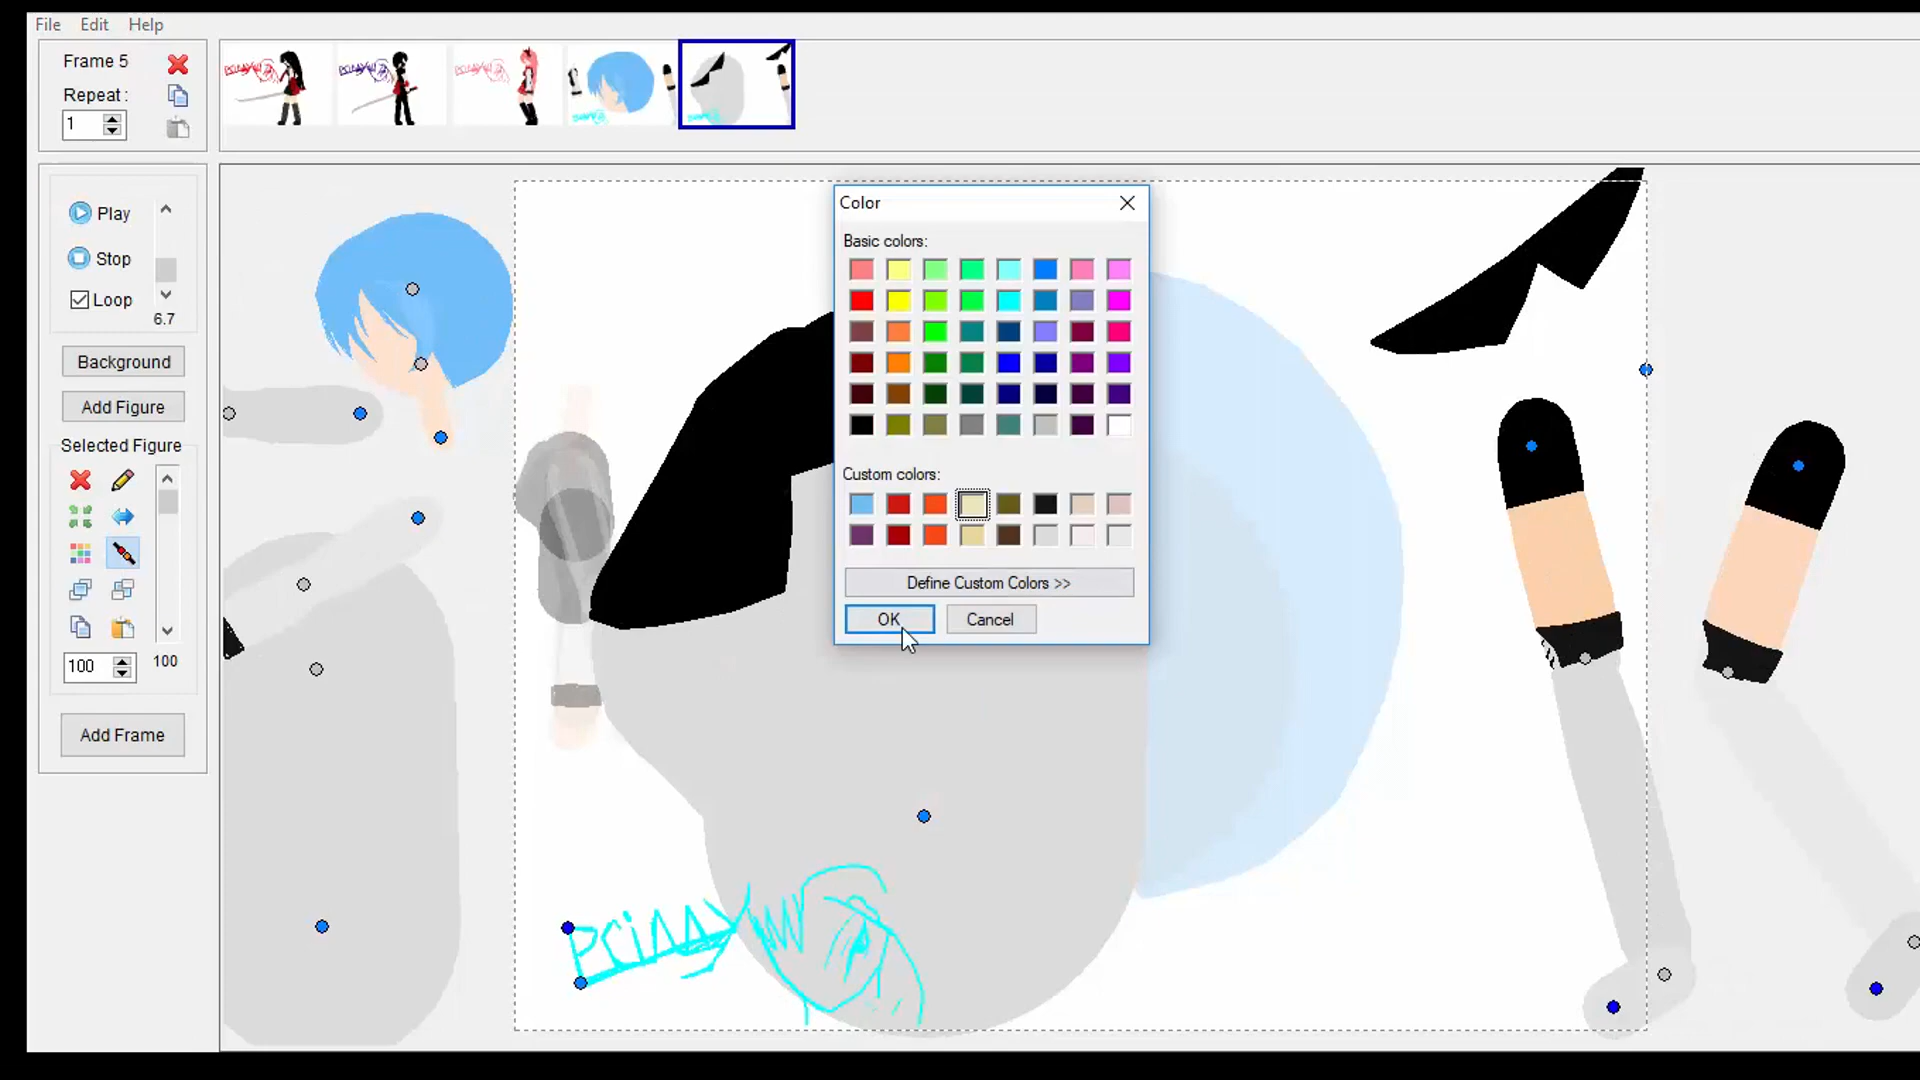 File Edit Help
Frame 5
Repeat :
1
Play
Stop
Loop
6.7
Background
Add Figure
Selected Figure
100
100
Add Frame
Color
Basic colors:
Custom colors:
Define Custom Colors >>
OK Cancel